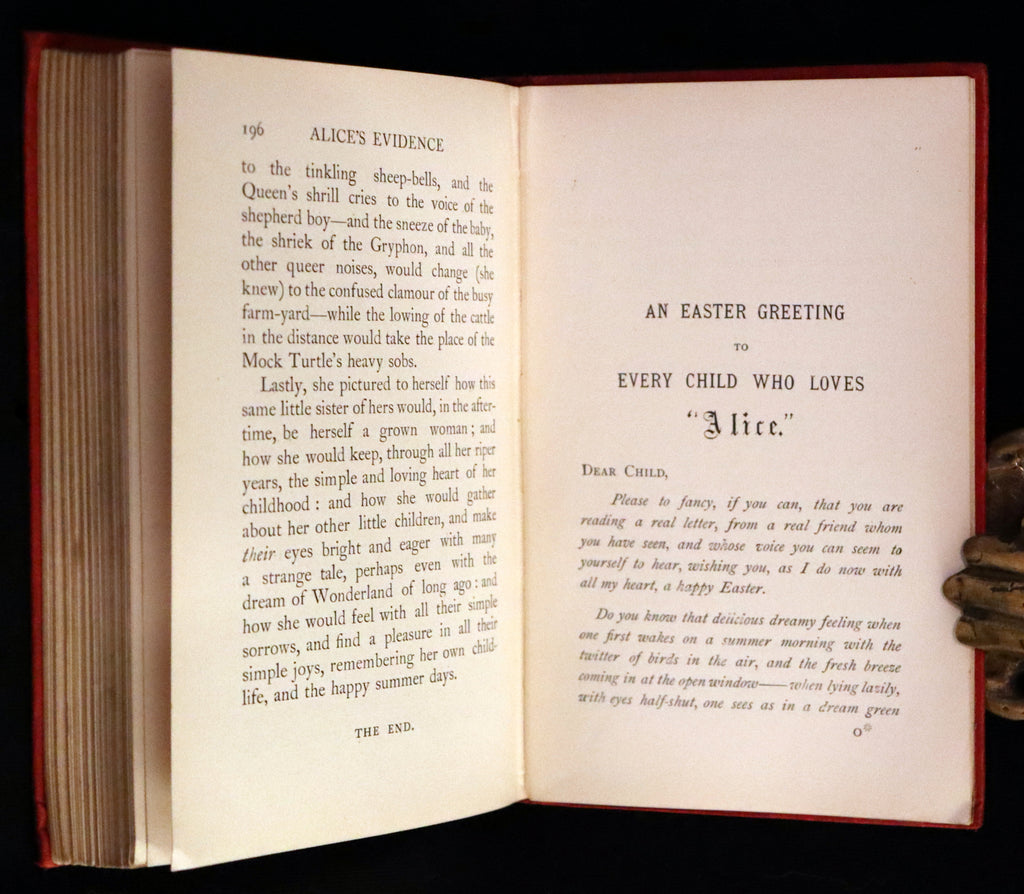 196 ALICE'S EVIDENCE
to the tinkling sheep-bells, and the
Queen's shrill cries to the voice of the
shepherd boy—and the sneeze of the baby,
the shriek of the Gryphon, and all the
other queer noises, would change (she
knew) to the confused clamour of the busy
farm-yard—while the lowing of the cattle
in the distance would take the place of the
Mock Turtle's heavy sobs.
Lastly, she pictured to herself how this
same little sister of hers would, in the after-
time, be herself a grown woman; and
how she would keep, through all her riper
years, the simple and loving heart of her
childhood: and how she would gather
about her other little children, and make
their eyes bright and eager with many
a strange tale, perhaps even with the
dream of Wonderland of long ago: and
how she would feel with all their simple
sorrows, and find a pleasure in all their
simple joys, remembering her own child-
life, and the happy summer days.
THE END.
AN EASTER GREETING
TO
EVERY CHILD WHO LOVES
"Alice."
DEAR CHILD,
Please to fancy, if you can, that you are
reading a real letter, from a real friend whom
you have seen, and whose voice you can seem to
yourself to hear, wishing you, as I do now with
all my heart, a happy Easter.
Do you know that delicious dreamy feeling when
one first wakes on a summer morning with the
twitter of birds in the air, and the fresh breeze
coming in at the open window—when lying lazily,
with eyes half-shut, one sees as in a dream green
O*